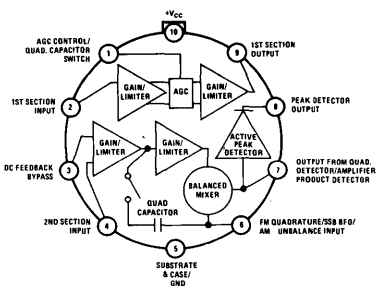 +VCC
10
AGC CONTROL/
QUAD. CAPACITOR
SWITCH
1
9
1ST SECTION
OUTPUT
GAIN/
LIMITER
AGC
GAIN/
LIMITER
1ST SECTION
INPUT
2
8
PEAK DETECTOR
OUTPUT
GAIN/
LIMITER
GAIN/
LIMITER
ACTIVE
PEAK
DETECTOR
DC FEEDBACK
BYPASS
3
7
OUTPUT FROM QUAD.
DETECTOR/AMPLIFIER
PRODUCT DETECTOR
BALANCED
MIXER
QUAD
CAPACITOR
2ND SECTION
INPUT
4
6
FM QUADRATURE/SSB BFO/
AM UNBALANCE INPUT
5
SUBSTRATE
& CASE/
GND